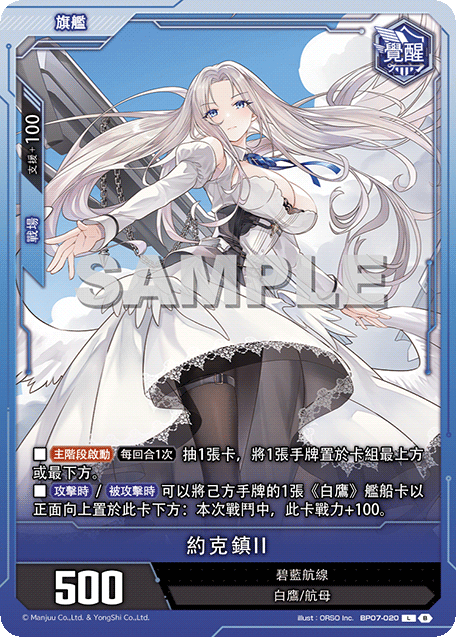 旗艦
覺醒
支援+100
戰場
SAMPLE
■ 主階段啟動 每回合1次 抽1張卡，將1張手牌置於卡組最上方
或最下方。
■ 攻擊時 / 被攻擊時 可以將己方手牌的1張《白鷹》艦船卡以
正面向上置於此卡下方：本次戰鬥中，此卡戰力+100。
約克鎮II
500
碧藍航線
白鷹/航母
© Manjuu Co.,Ltd. & YongShi Co.,Ltd.
illust : ORSO Inc. BP07-020 L B